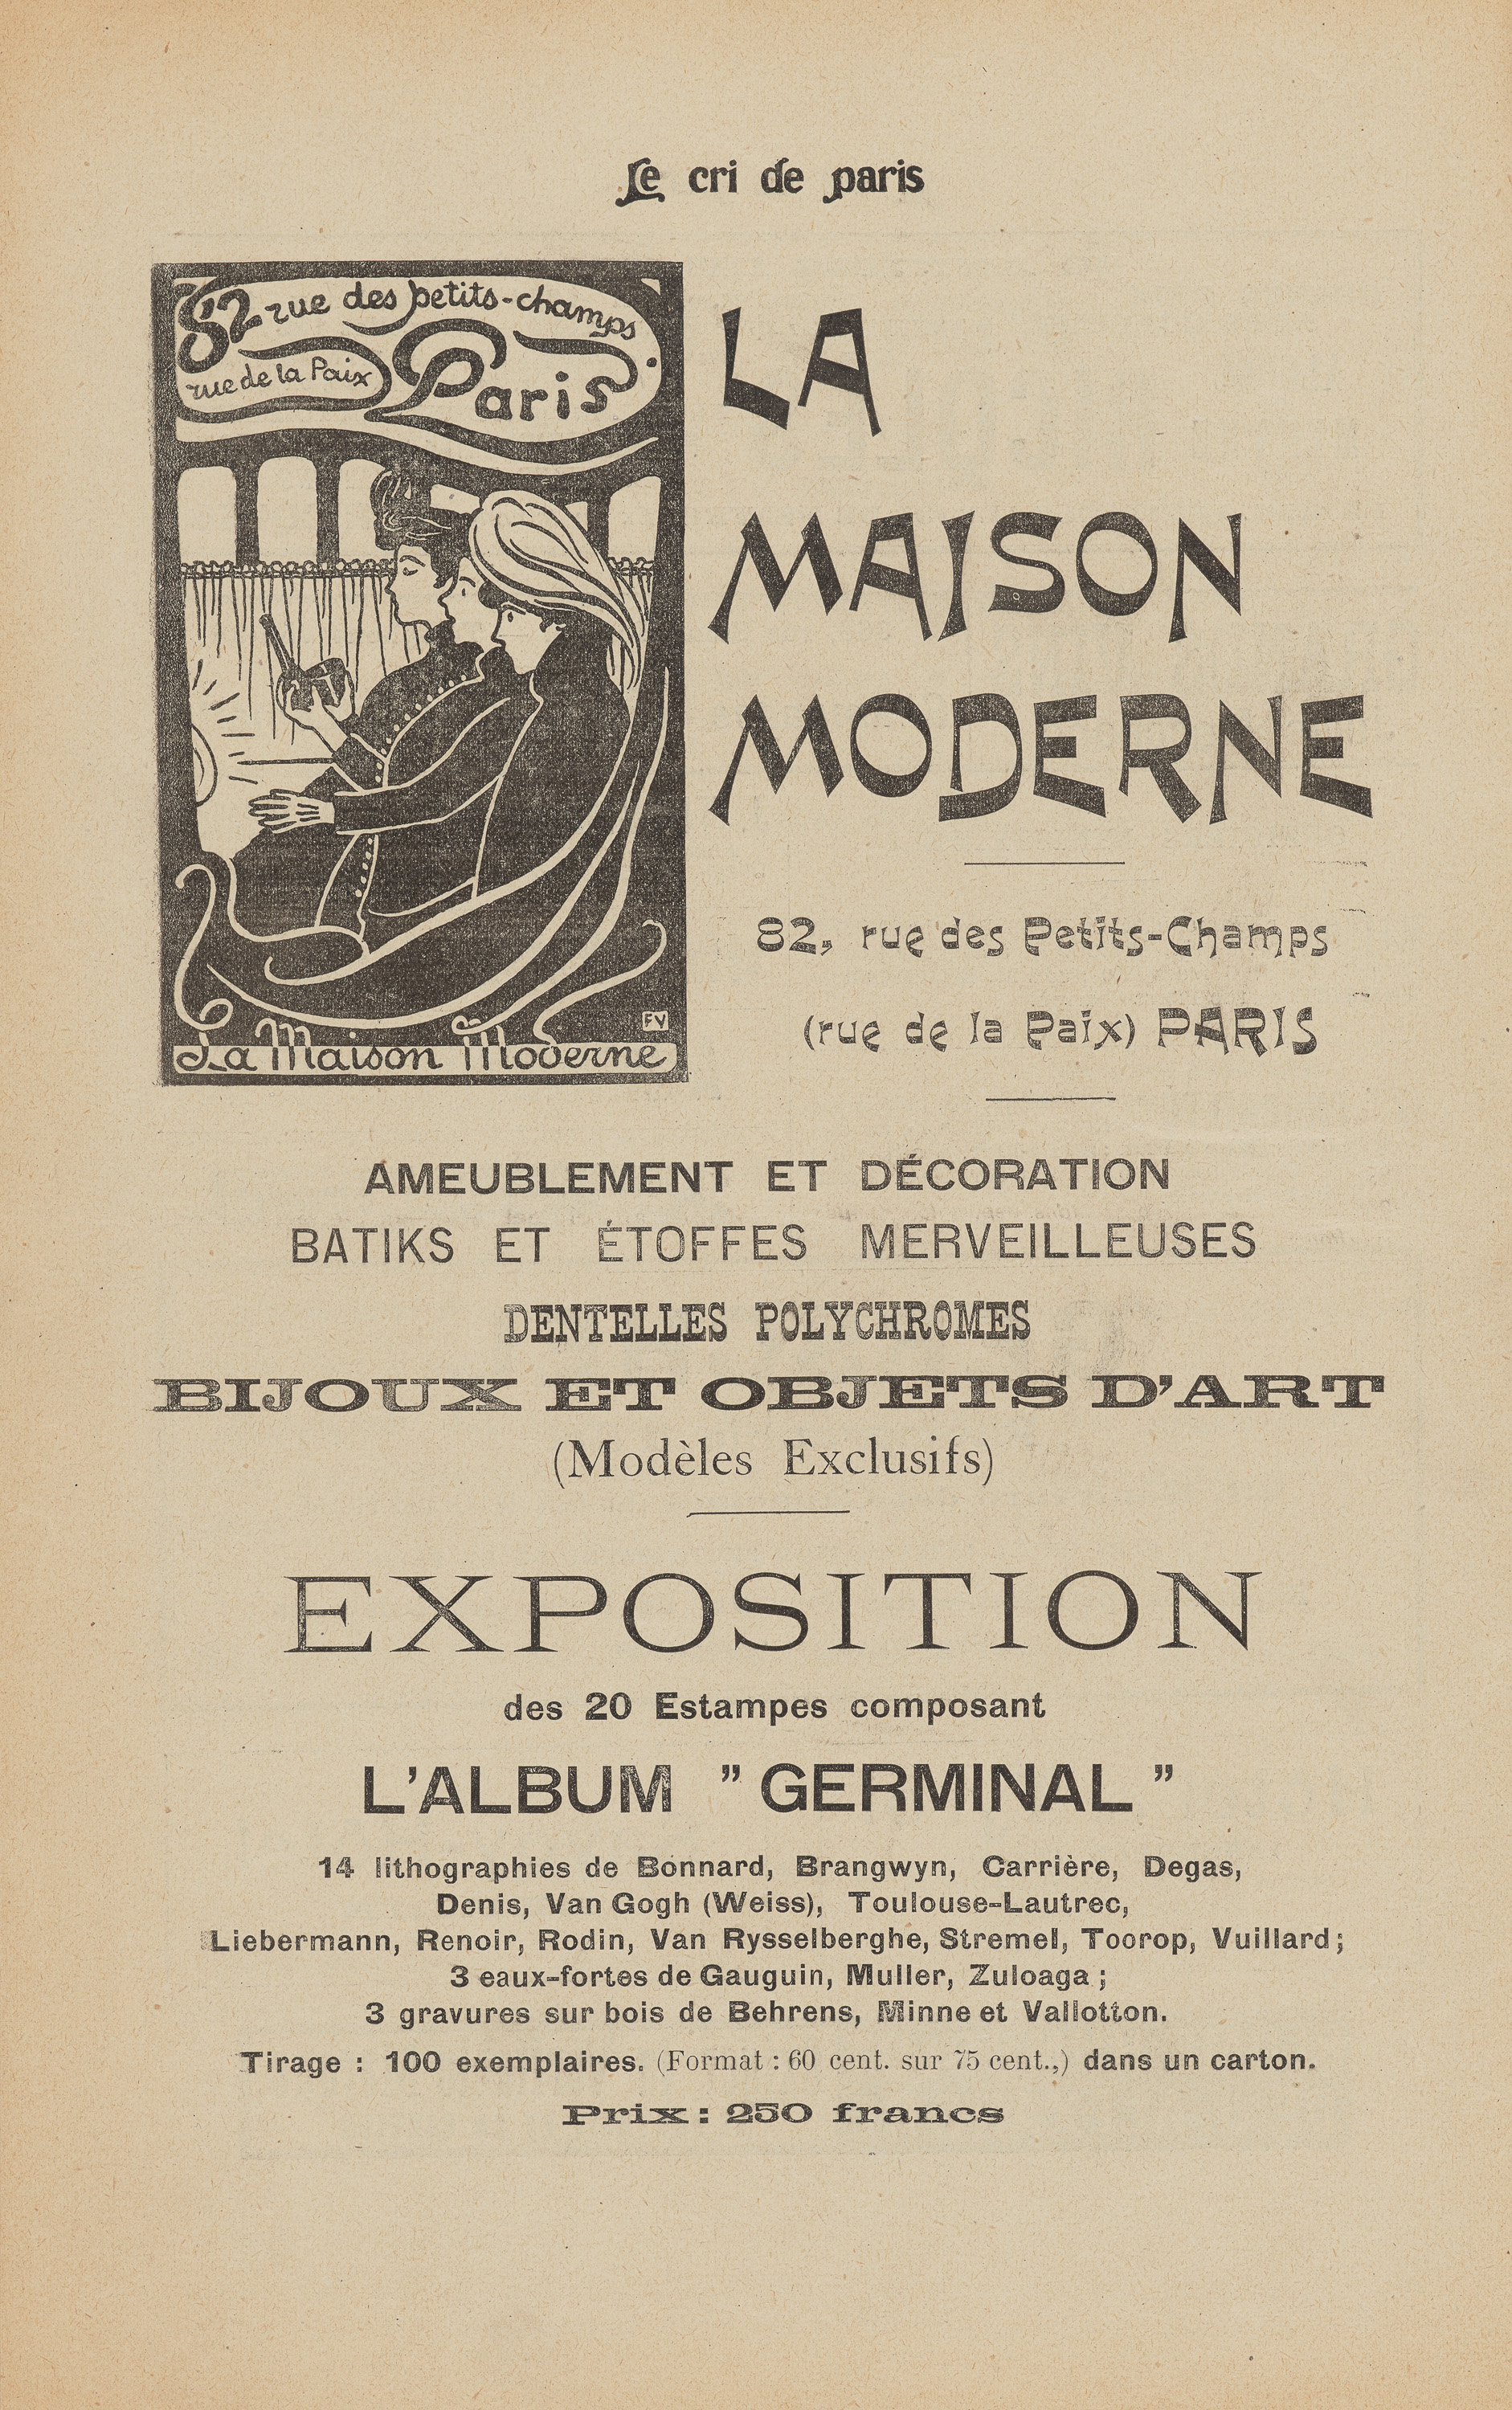 Le cri de paris
82 rue des petits-champs
rue de la Paix
Paris
FV
La Maison Moderne
LA
MAISON
MODERNE
82, rue des Petits-Champs
(rue de la Paix) PARIS
AMEUBLEMENT ET DÉCORATION
BATIKS ET ÉTOFFES MERVEILLEUSES
DENTELLES POLYCHROMES
BIJOUX ET OBJETS D'ART
(Modèles Exclusifs)
EXPOSITION
des 20 Estampes composant
L'ALBUM " GERMINAL "
14 lithographies de Bonnard, Brangwyn, Carrière, Degas,
Denis, Van Gogh (Weiss), Toulouse-Lautrec,
Liebermann, Renoir, Rodin, Van Rysselberghe, Stremel, Toorop, Vuillard ;
3 eaux-fortes de Gauguin, Muller, Zuloaga ;
3 gravures sur bois de Behrens, Minne et Vallotton.
Tirage : 100 exemplaires. (Format : 60 cent. sur 75 cent.,) dans un carton.
Prix : 250 francs